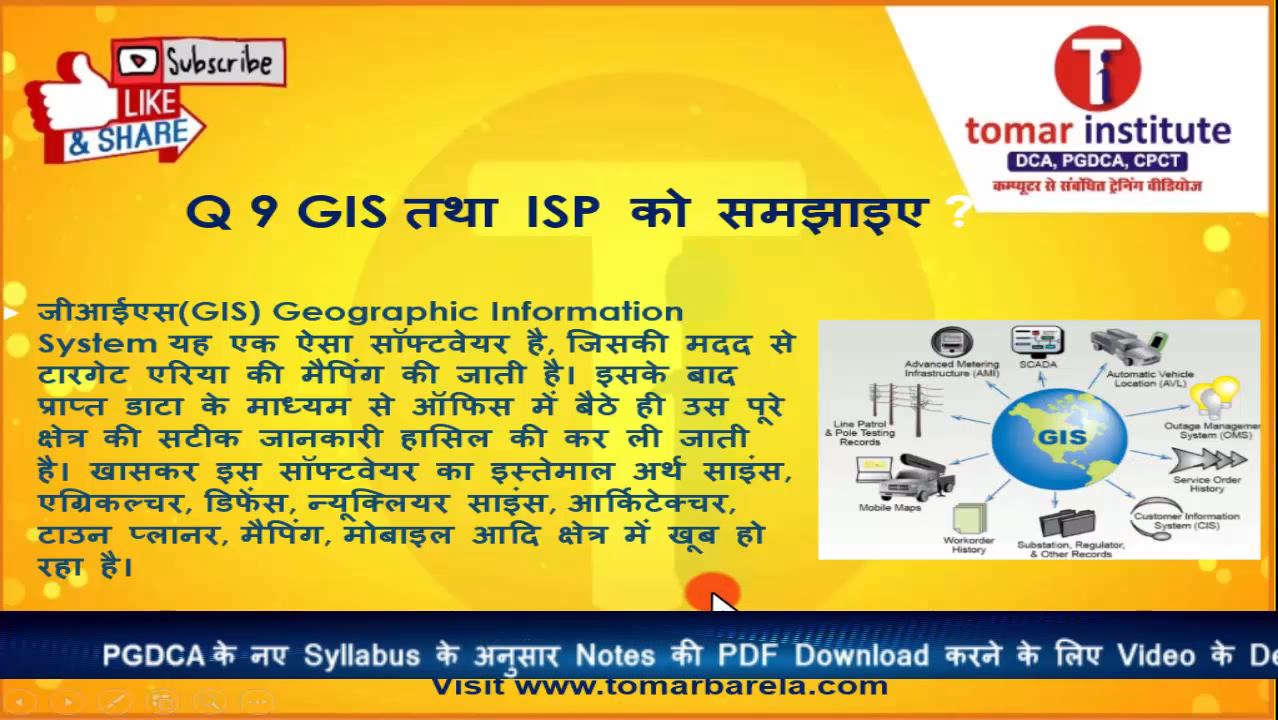 Subscribe
LIKE
& SHARE
Ti
tomar institute
DCA, PGDCA, CPCT
कम्प्यूटर से संबंधित ट्रेनिंग वीडियोज
Q 9 GIS तथा ISP को समझाइए ?
जीआईएस(GIS) Geographic Information
System यह एक ऐसा सॉफ्टवेयर है, जिसकी मदद से
टारगेट एरिया की मैपिंग की जाती है। इसके बाद
प्राप्त डाटा के माध्यम से ऑफिस में बैठे ही उस पूरे
क्षेत्र की सटीक जानकारी हासिल की कर ली जाती
है। खासकर इस सॉफ्टवेयर का इस्तेमाल अर्थ साइंस,
एग्रिकल्चर, डिफेंस, न्यूक्लियर साइंस, आर्किटेक्चर,
टाउन प्लानर, मैपिंग, मोबाइल आदि क्षेत्र में खूब हो
रहा है।
Advanced Metering
Infrastructure (AMI)
SCADA
Automatic Vehicle
Location (AVL)
Line Patrol
& Pole Testing
Records
GIS
Outage Managemen
System (OMS)
Mobile Maps
Service Order
History
Workorder
History
Substation, Regulator,
& Other Records
Customer Information
System (CIS)
PGDCA के नए Syllabus के अनुसार Notes की PDF Download करने के लिए Video के De
Visit www.tomarbarela.com